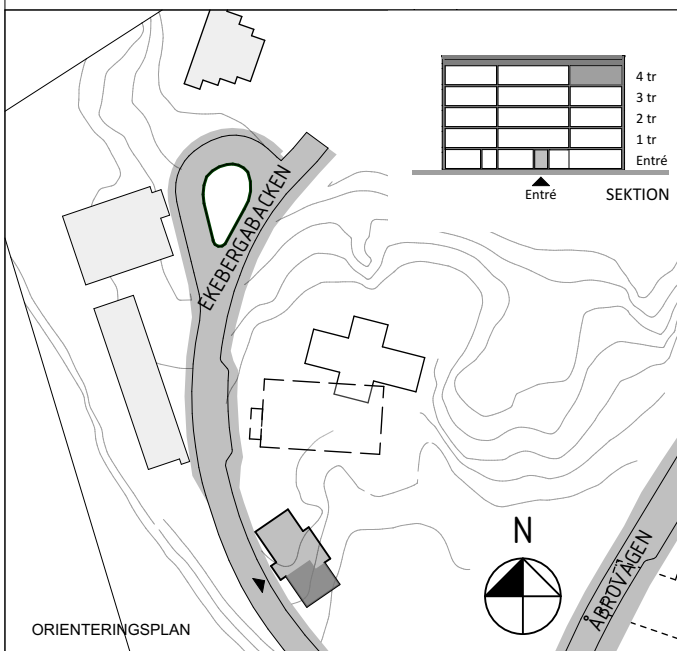 4 tr
3 tr
2 tr
1 tr
Entré
Entré
SEKTION
EKEBERGABACKEN
N
ÅBROVÄGEN
ORIENTERINGSPLAN